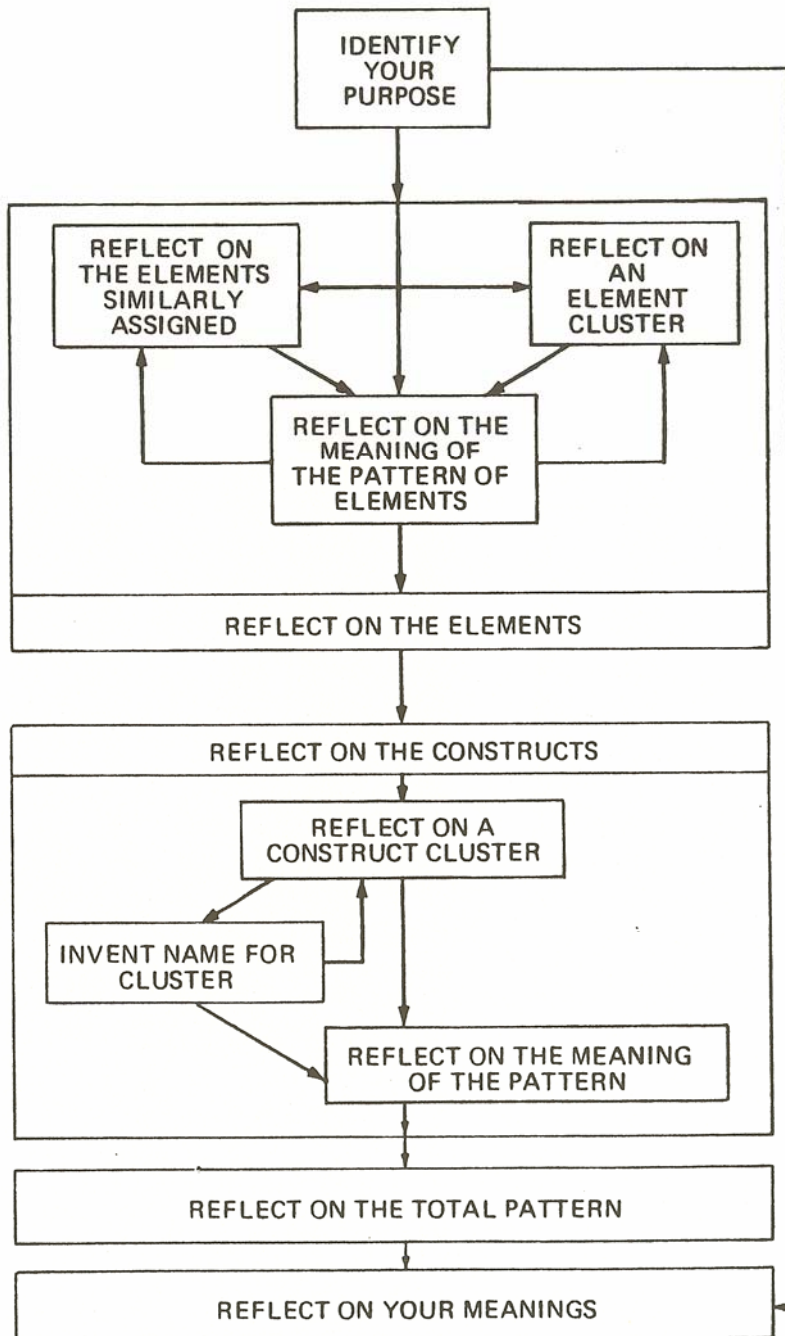 IDENTIFY
YOUR
PURPOSE
REFLECT ON
THE ELEMENTS
SIMILARLY
ASSIGNED
REFLECT ON
AN
ELEMENT
CLUSTER
REFLECT ON THE
MEANING OF
THE PATTERN OF
ELEMENTS
REFLECT ON THE ELEMENTS
REFLECT ON THE CONSTRUCTS
REFLECT ON A
CONSTRUCT CLUSTER
INVENT NAME FOR
CLUSTER
REFLECT ON THE MEANING
OF THE PATTERN
REFLECT ON THE TOTAL PATTERN
REFLECT ON YOUR MEANINGS